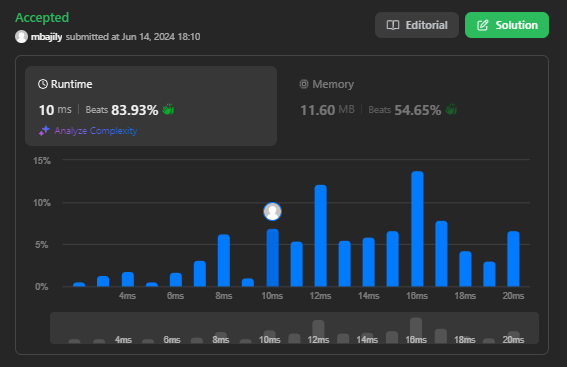 Accepted
Editorial
Solution
mbajily submitted at Jun 14, 2024 18:10
Runtime
Memory
10 ms | Beats 83.93%
11.60 MB | Beats 54.65%
Analyze Complexity
15%
10%
5%
0%
4ms 6ms 8ms 10ms 12ms 14ms 16ms 18ms 20ms
4ms 6ms 8ms 10ms 12ms 14ms 16ms 18ms 20ms